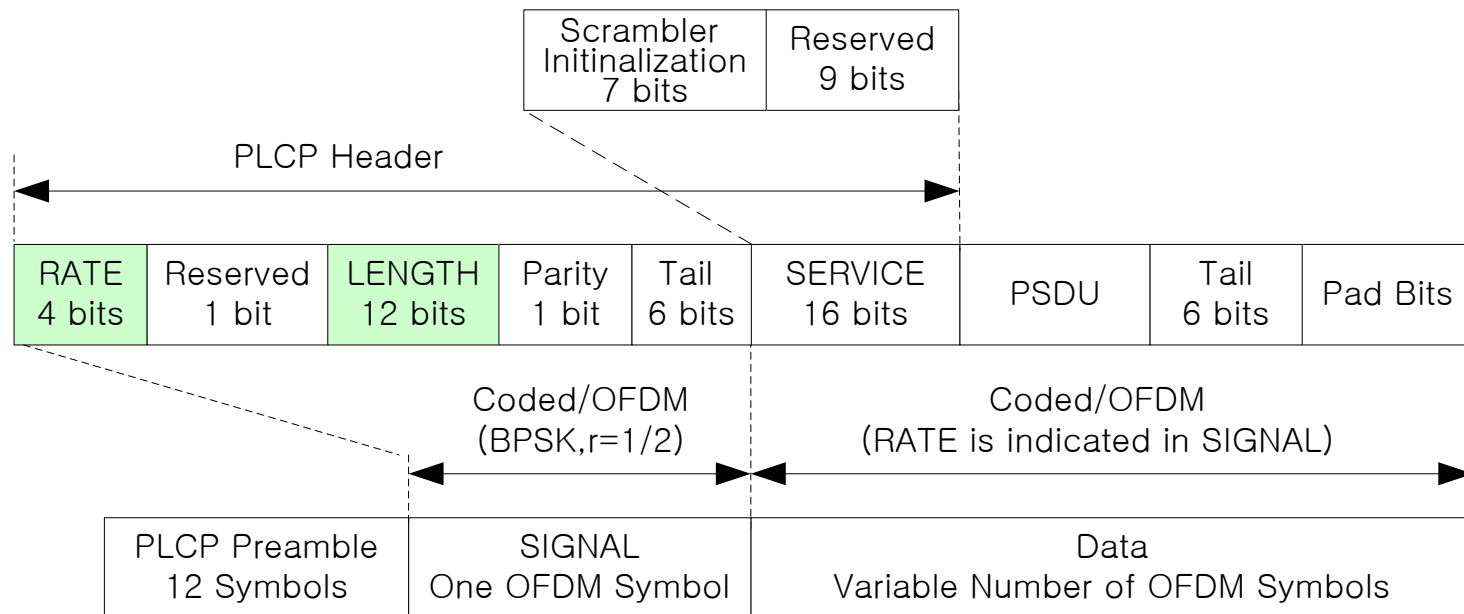 Scrambler
Initinalization
7 bits
Reserved
9 bits
PLCP Header
RATE
4 bits
Reserved
1 bit
LENGTH
12 bits
Parity
1 bit
Tail
6 bits
SERVICE
16 bits
PSDU
Tail
6 bits
Pad Bits
Coded/OFDM
(BPSK,r=1/2)
Coded/OFDM
(RATE is indicated in SIGNAL)
PLCP Preamble
12 Symbols
SIGNAL
One OFDM Symbol
Data
Variable Number of OFDM Symbols